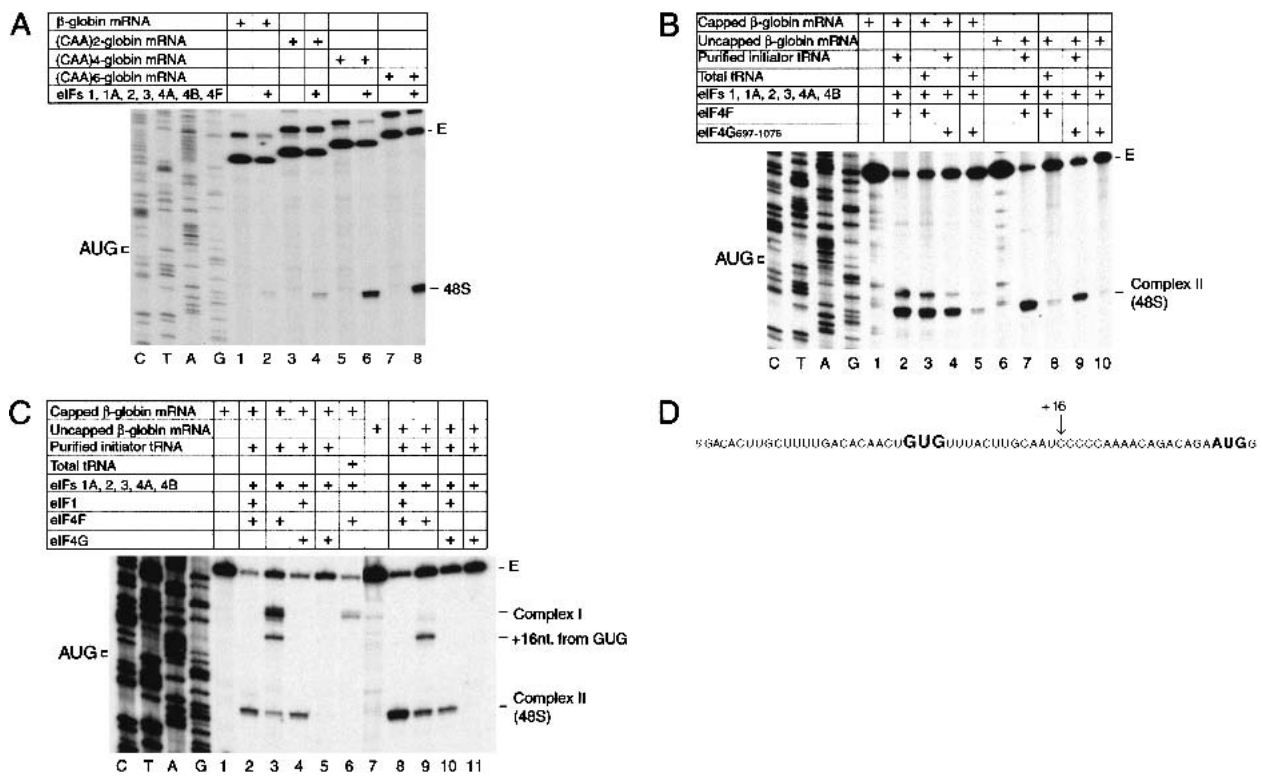 A
β-globin mRNA + +
(CAA)2-globin mRNA + +
(CAA)4-globin mRNA + +
(CAA)6-globin mRNA + +
eIFs 1, 1A, 2, 3, 4A, 4B, 4F + + + +
E
AUG
48S
C T A G 1 2 3 4 5 6 7 8
B
Capped β-globin mRNA + + + + +
Uncapped β-globin mRNA + + + + +
Purified initiator tRNA + + + +
Total tRNA + + + +
eIFs 1, 1A, 2, 3, 4A, 4B + + + + + + + +
eIF4F + + + +
eIF4G697-1076 + + + +
E
AUG
Complex II
(48S)
C T A G 1 2 3 4 5 6 7 8 9 10
C
Capped β-globin mRNA + + + + + +
Uncapped β-globin mRNA + + + + +
Purified initiator tRNA + + + + + + + +
Total tRNA +
eIFs 1A, 2, 3, 4A, 4B + + + + + + + + +
eIF1 + + + +
eIF4F + + + + +
eIF4G + + + +
E
Complex I
+16nt. from GUG
AUG
Complex II
(48S)
C T A G 1 2 3 4 5 6 7 8 9 10 11
D
+16